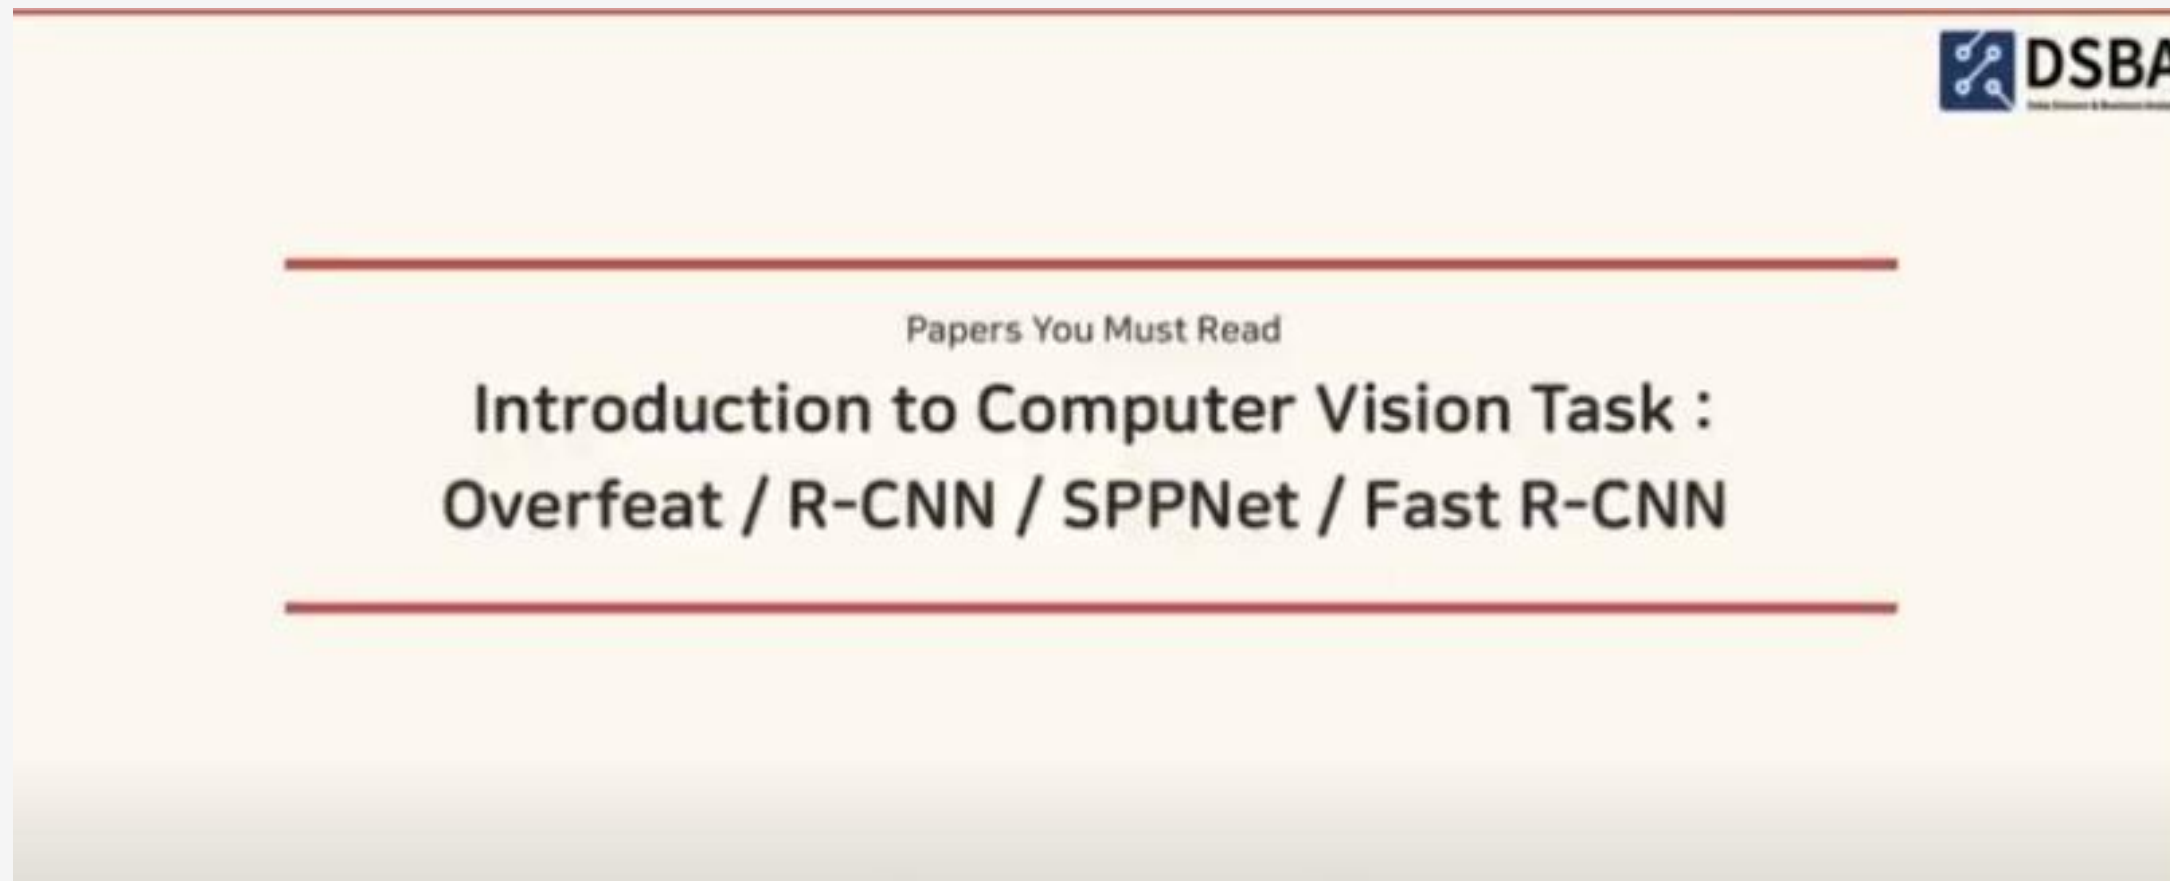 DSBA
Papers You Must Read
Introduction to Computer Vision Task :
Overfeat / R-CNN / SPPNet / Fast R-CNN